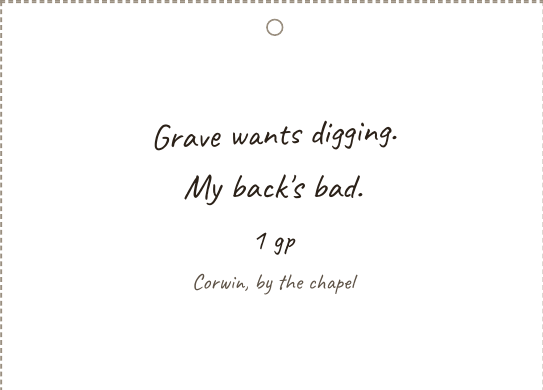 Grave wants digging.
My back's bad.
1 gp
Corwin, by the chapel